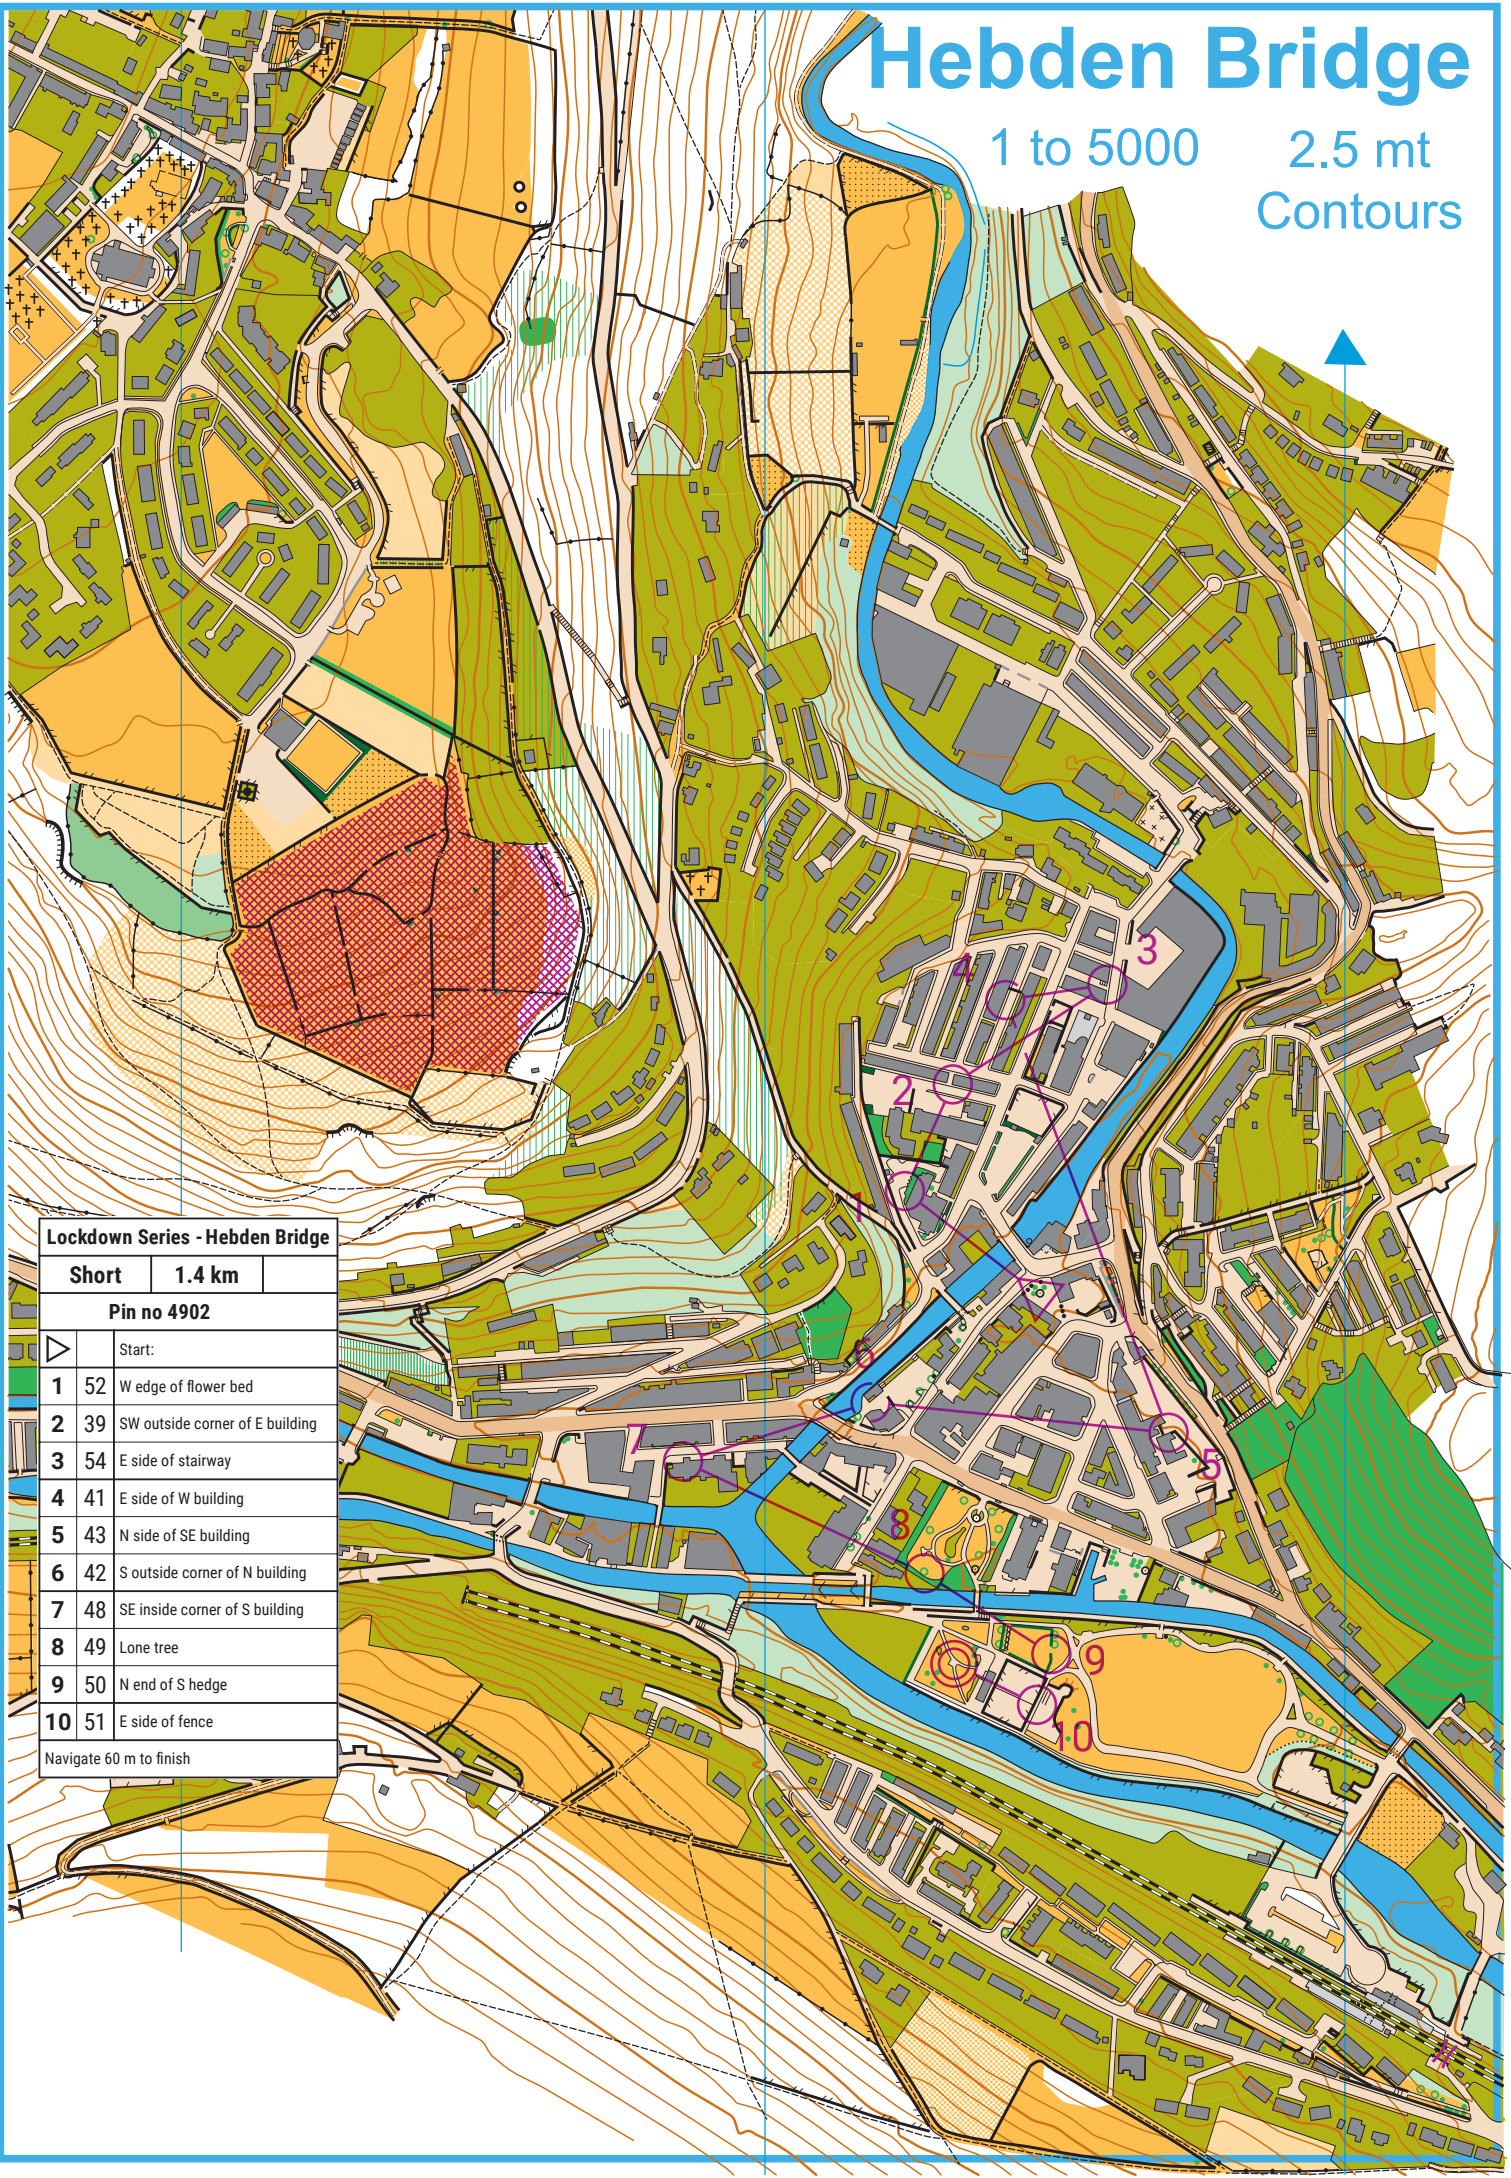 Hebden Bridge
1 to 5000 2.5 mt
Contours
3
4
2
1
6
7
5
8
9
10
Lockdown Series - Hebden Bridge
Short 1.4 km
Pin no 4902
Start:
1 52 W edge of flower bed
2 39 SW outside corner of E building
3 54 E side of stairway
4 41 E side of W building
5 43 N side of SE building
6 42 S outside corner of N building
7 48 SE inside corner of S building
8 49 Lone tree
9 50 N end of S hedge
10 51 E side of fence
Navigate 60 m to finish